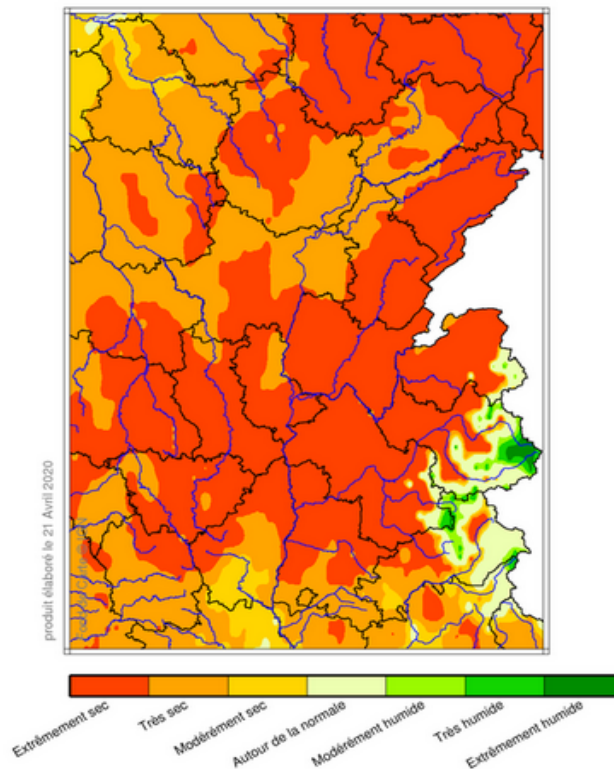 produit élaboré le 21 Avril 2020
Extrêmement sec
Très sec
Modérément sec
Autour de la normale
Modérément humide
Très humide
Extrêmement humide